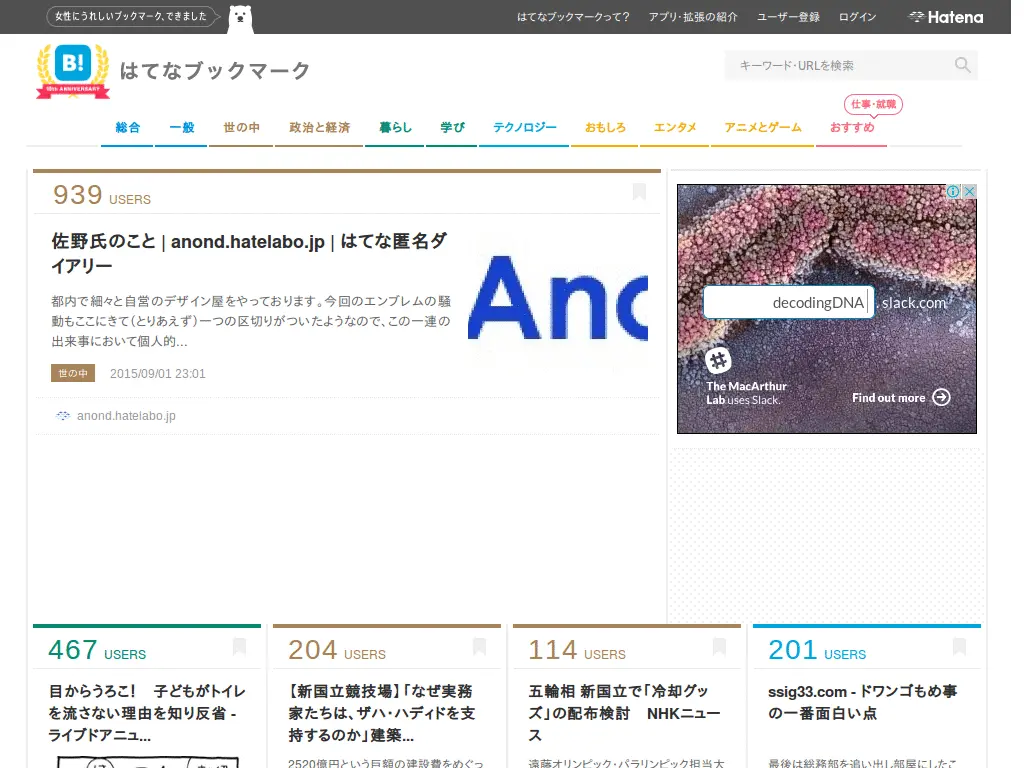 女性にうれしいブックマーク、できました
はてなブックマークって?
アプリ・拡張の紹介
ユーザー登録
ログイン
Hatena
B!
10th ANNIVERSARY
はてなブックマーク
キーワード・URLを検索
仕事・就職
総合
一般
世の中
政治と経済
暮らし
学び
テクノロジー
おもしろ
エンタメ
アニメとゲーム
おすすめ
939 USERS
佐野氏のこと | anond.hatelabo.jp | はてな匿名ダ
イアリー
都内で細々と自営のデザイン屋をやっております。今回のエンブレムの騒
動もここにきて(とりあえず)一つの区切りがついたようなので、この一連の
出来事において個人的...
世の中
2015/09/01 23:01
anond.hatelabo.jp
Ano
decodingDNA
.slack.com
The MacArthur
Lab uses Slack.
Find out more
467 USERS
目からうろこ! 子どもがトイレ
を流さない理由を知り反省 -
ライブドアニュ...
204 USERS
【新国立競技場】「なぜ実務
家たちは、ザハ・ハディドを支
持するのか」建築...
2520億円という巨額の建設費をめぐっ
114 USERS
五輪相 新国立で「冷却グッ
ズ」の配布検討 NHKニュー
ス
遠藤オリンピック・パラリンピック担当大
201 USERS
ssig33.com - ドワンゴもめ事
の一番面白い点
最後は総務部を追い出し部屋にしたこ